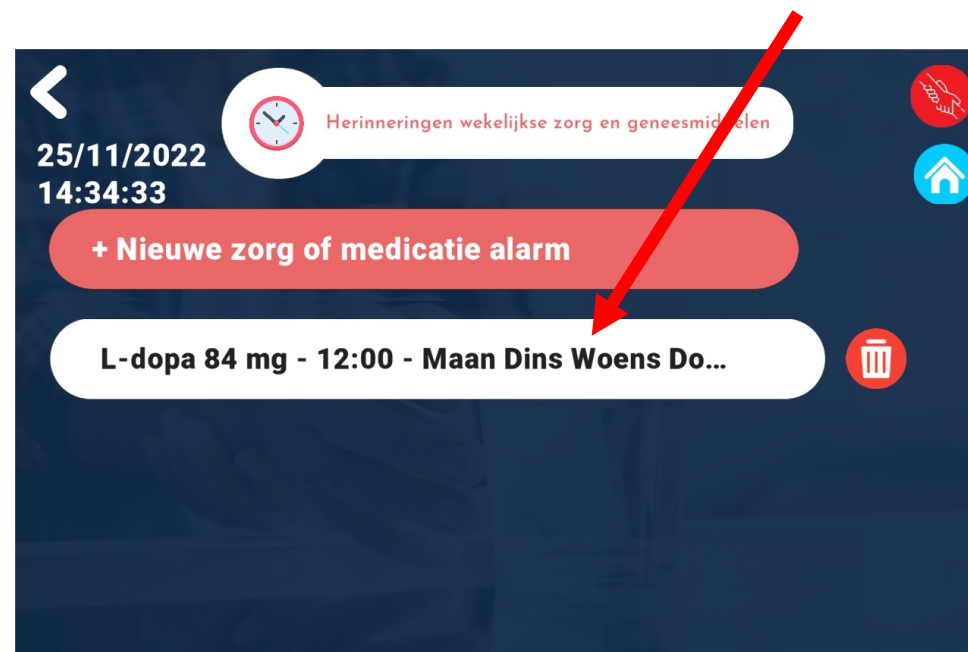 Herinneringen wekelijkse zorg en geneesmiddelen
25/11/2022
14:34:33
+ Nieuwe zorg of medicatie alarm
L-dopa 84 mg - 12:00 - Maan Dins Woens Do...